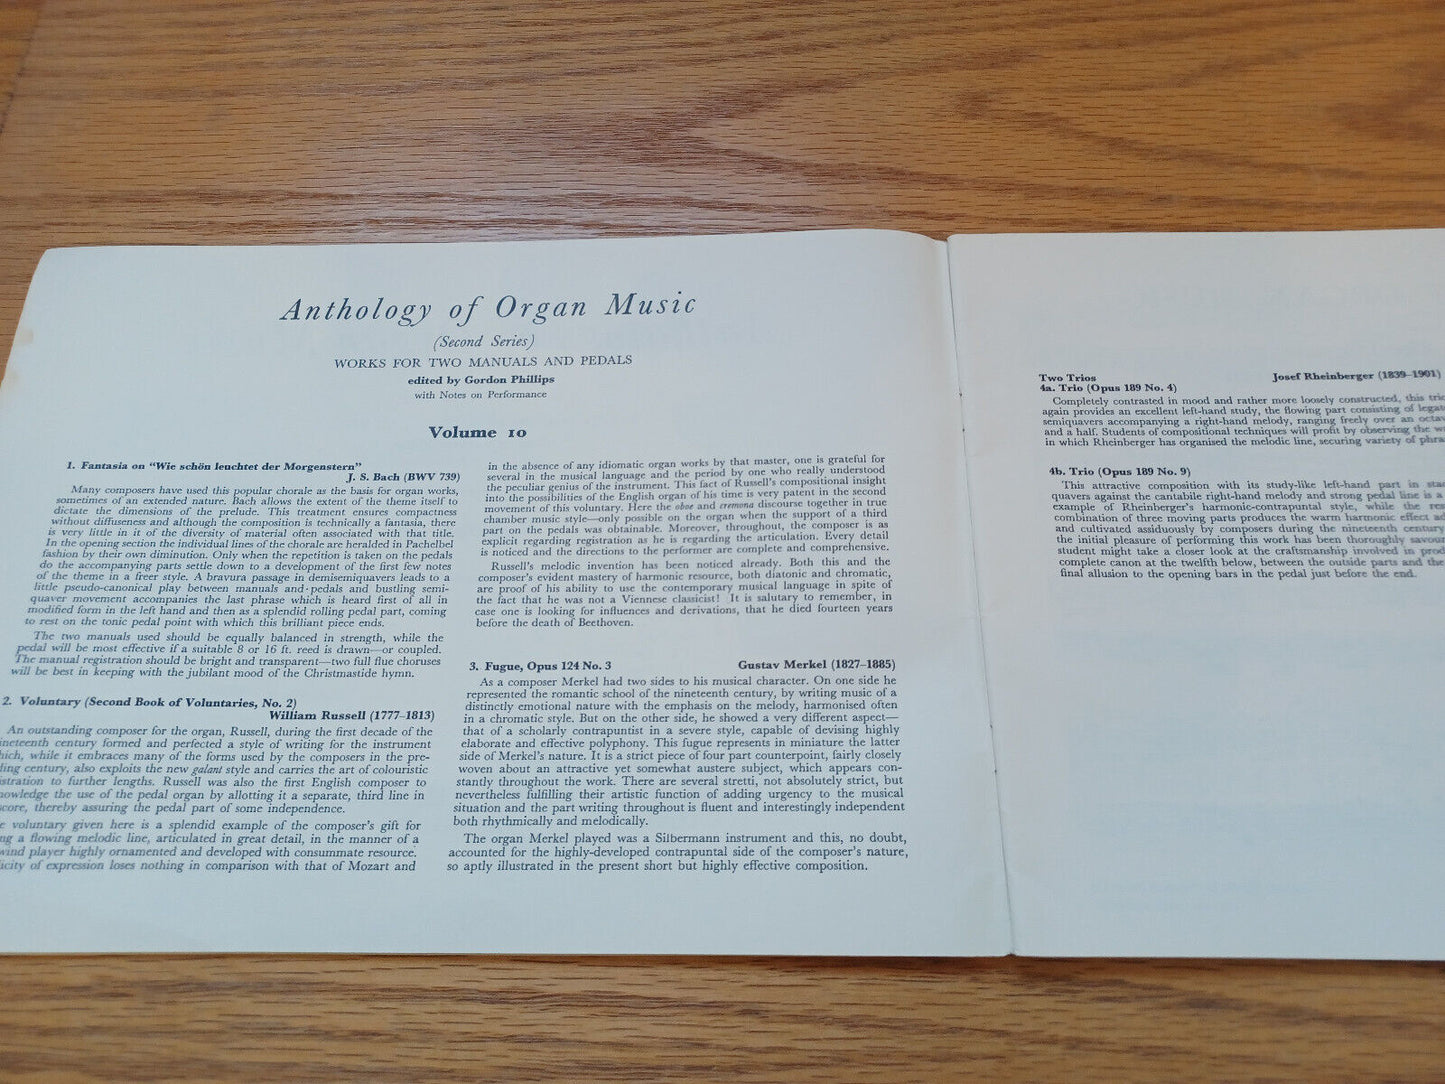 Anthology of Organ Music
(Second Series)
WORKS FOR TWO MANUALS AND PEDALS
edited by Gordon Phillips
with Notes on Performance
Volume 10
1. Fantasia on "Wie schön leuchtet der Morgenstern"
J. S. Bach (BWV 739)
Many composers have used this popular chorale as the basis for organ works,
sometimes of an extended nature. Bach allows the extent of the theme itself to
dictate the dimensions of the prelude. This treatment ensures compactness
without diffuseness and although the composition is technically a fantasia, there
is very little in it of the diversity of material often associated with that title.
In the opening section the individual lines of the chorale are heralded in Pachelbel
fashion by their own diminution. Only when the repetition is taken on the pedals
do the accompanying parts settle down to a development of the first few notes
of the theme in a freer style. A bravura passage in demisemiquavers leads to a
little pseudo-canonical play between manuals and pedals and bustling semi-
quaver movement accompanies the last phrase which is heard first of all in
modified form in the left hand and then as a splendid rolling pedal part, coming
to rest on the tonic pedal point with which this brilliant piece ends.
The two manuals used should be equally balanced in strength, while the
pedal will be most effective if a suitable 8 or 16 ft. reed is drawn—or coupled.
The manual registration should be bright and transparent—two full flue choruses
will be best in keeping with the jubilant mood of the Christmastide hymn.
2. Voluntary (Second Book of Voluntaries, No. 2)
William Russell (1777–1813)
An outstanding composer for the organ, Russell, during the first decade of the
ineteenth century formed and perfected a style of writing for the instrument
hich, while it embraces many of the forms used by the composers in the pre-
ding century, also exploits the new galant style and carries the art of colouristic
istration to further lengths. Russell was also the first English composer to
nowledge the use of the pedal organ by allotting it a separate, third line in
score, thereby assuring the pedal part of some independence.
e voluntary given here is a splendid example of the composer's gift for
ng a flowing melodic line, articulated in great detail, in the manner of a
wind player highly ornamented and developed with consummate resource.
icity of expression loses nothing in comparison with that of Mozart and
in the absence of any idiomatic organ works by that master, one is grateful for
several in the musical language and the period by one who really understood
the peculiar genius of the instrument. This fact of Russell's compositional insight
into the possibilities of the English organ of his time is very patent in the second
movement of this voluntary. Here the oboe and cremona discourse together in true
chamber music style—only possible on the organ when the support of a third
part on the pedals was obtainable. Moreover, throughout, the composer is as
explicit regarding registration as he is regarding the articulation. Every detail
is noticed and the directions to the performer are complete and comprehensive.
Russell's melodic invention has been noticed already. Both this and the
composer's evident mastery of harmonic resource, both diatonic and chromatic,
are proof of his ability to use the contemporary musical language in spite of
the fact that he was not a Viennese classicist! It is salutary to remember, in
case one is looking for influences and derivations, that he died fourteen years
before the death of Beethoven.
3. Fugue, Opus 124 No. 3 Gustav Merkel (1827–1885)
As a composer Merkel had two sides to his musical character. On one side he
represented the romantic school of the nineteenth century, by writing music of a
distinctly emotional nature with the emphasis on the melody, harmonised often
in a chromatic style. But on the other side, he showed a very different aspect—
that of a scholarly contrapuntist in a severe style, capable of devising highly
elaborate and effective polyphony. This fugue represents in miniature the latter
side of Merkel's nature. It is a strict piece of four part counterpoint, fairly closely
woven about an attractive yet somewhat austere subject, which appears con-
stantly throughout the work. There are several stretti, not absolutely strict, but
nevertheless fulfilling their artistic function of adding urgency to the musical
situation and the part writing throughout is fluent and interestingly independent
both rhythmically and melodically.
The organ Merkel played was a Silbermann instrument and this, no doubt,
accounted for the highly-developed contrapuntal side of the composer's nature,
so aptly illustrated in the present short but highly effective composition.
Two Trios Josef Rheinberger (1839–1901)
4a. Trio (Opus 189 No. 4)
Completely contrasted in mood and rather more loosely constructed, this trio
again provides an excellent left-hand study, the flowing part consisting of legat
semiquavers accompanying a right-hand melody, ranging freely over an octav
and a half. Students of compositional techniques will profit by observing the w
in which Rheinberger has organised the melodic line, securing variety of phra
4b. Trio (Opus 189 No. 9)
This attractive composition with its study-like left-hand part in
quavers against the cantabile right-hand melody and strong pedal line is a
example of Rheinberger's harmonic-contrapuntal style, while the
combination of three moving parts produces the warm harmonic effect
and cultivated assiduously by composers during the nineteenth century
the initial pleasure of performing this work has been thoroughly savour
student might take a closer look at the craftsmanship involved in prod
complete canon at the twelfth below, between the outside parts and the
final allusion to the opening bars in the pedal just before the end.